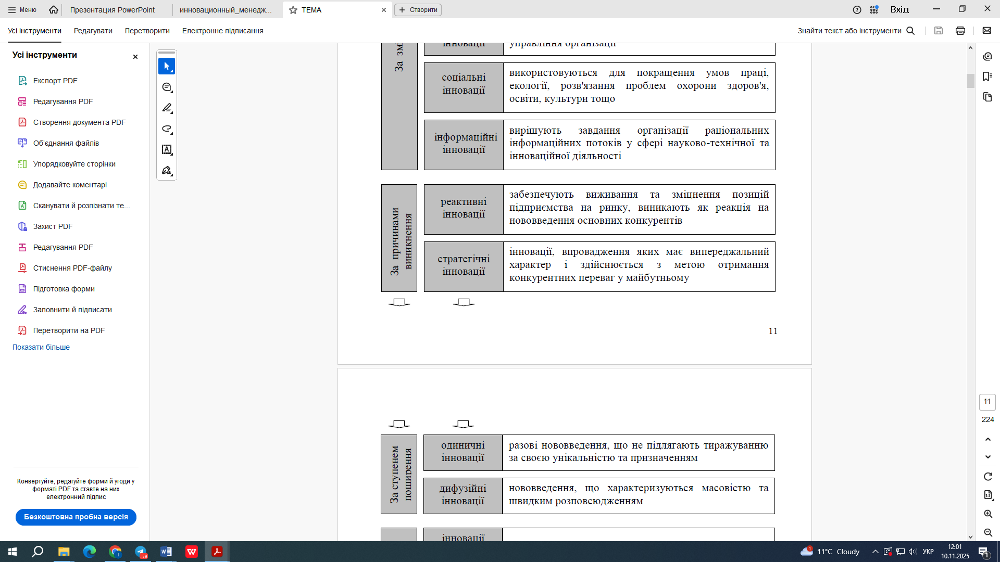 Меню
Презентация PowerPoint
инновационный_менедж...
ТЕМА
Створити
Вхід
Усі інструменти
Редагувати
Перетворити
Електронне підписання
Знайти текст або інструменти
Усі інструменти
Експорт PDF
Редагування PDF
Створення документа PDF
Об'єднання файлів
Упорядковуйте сторінки
Додавайте коментарі
Сканувати й розпізнати те...
Захист PDF
Редагування PDF
Стиснення PDF-файлу
Підготовка форми
Заповнити й підписати
Перетворити на PDF
Показати більше
Конвертуйте, редагуйте форми й угоди у
форматі PDF та ставте на них
електронний підпис
Безкоштовна пробна версія
За зм
інновації
управління організації
соціальні
інновації
використовуються для покращення умов праці,
екології, розв'язання проблем охорони здоров'я,
освіти, культури тощо
інформаційні
інновації
вирішують завдання організації раціональних
інформаційних потоків у сфері науково-технічної та
інноваційної діяльності
За причинами
виникнення
реактивні
інновації
забезпечують виживання та зміцнення позицій
підприємства на ринку, виникають як реакція на
нововведення основних конкурентів
стратегічні
інновації
інновації, впровадження яких має випереджальний
характер і здійснюється з метою отримання
конкурентних переваг у майбутньому
11
За ступенем
поширення
одиничні
інновації
разові нововведення, що не підлягають тиражуванню
за своєю унікальністю та призначенням
дифузійні
інновації
нововведення, що характеризуються масовістю та
швидким розповсюдженням
інновації
11
224
1:1
.59
1
11°C Cloudy
УКР
12:01
10.11.2025
1